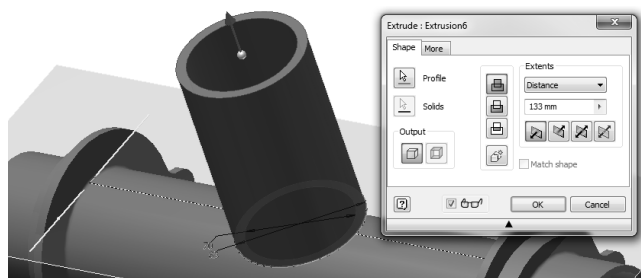 Extrude : Extrusion6
Shape More
Profile
Solids
Output
Extents
Distance
133 mm
Match shape
OK Cancel